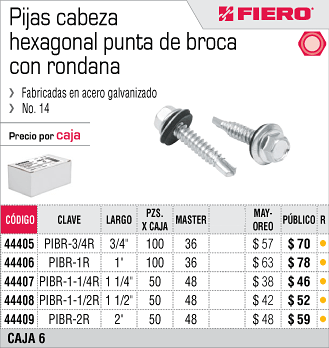 FIERO®
Pijas cabeza
hexagonal punta de broca
con rondana
› Fabricadas en acero galvanizado
› No. 14
Precio por caja
CÓDIGO CLAVE LARGO PZS. X CAJA MASTER MAY- OREO PÚBLICO R
44405 PIBR-3/4R 3/4" 100 36 $ 57 $ 70
44406 PIBR-1R 1" 100 36 $ 63 $ 78
44407 PIBR-1-1/4R 1 1/4" 50 48 $ 38 $ 46
44408 PIBR-1-1/2R 1 1/2" 50 48 $ 42 $ 52
44409 PIBR-2R 2" 50 48 $ 48 $ 59
CAJA 6